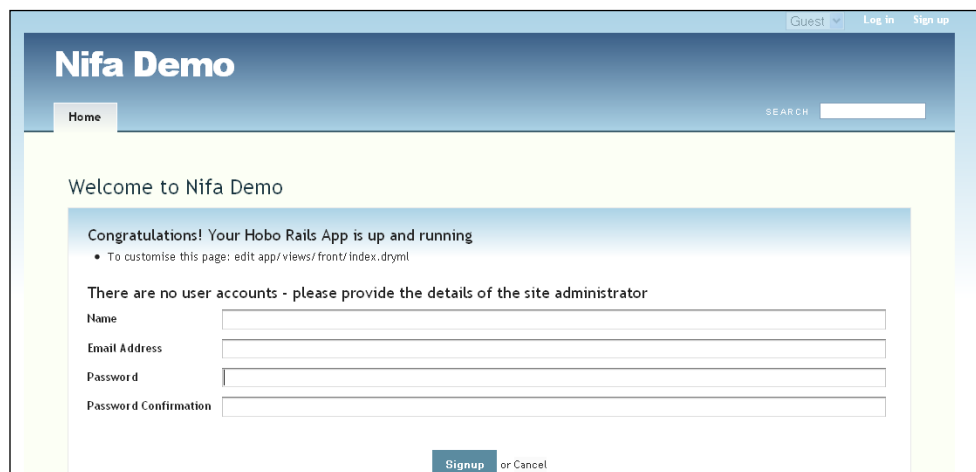 Guest Log in Sign up
Nifa Demo
Home
SEARCH
Welcome to Nifa Demo
Congratulations! Your Hobo Rails App is up and running
• To customise this page: edit app/views/front/index.dryml
There are no user accounts - please provide the details of the site administrator
Name
Email Address
Password
Password Confirmation
Signup or Cancel